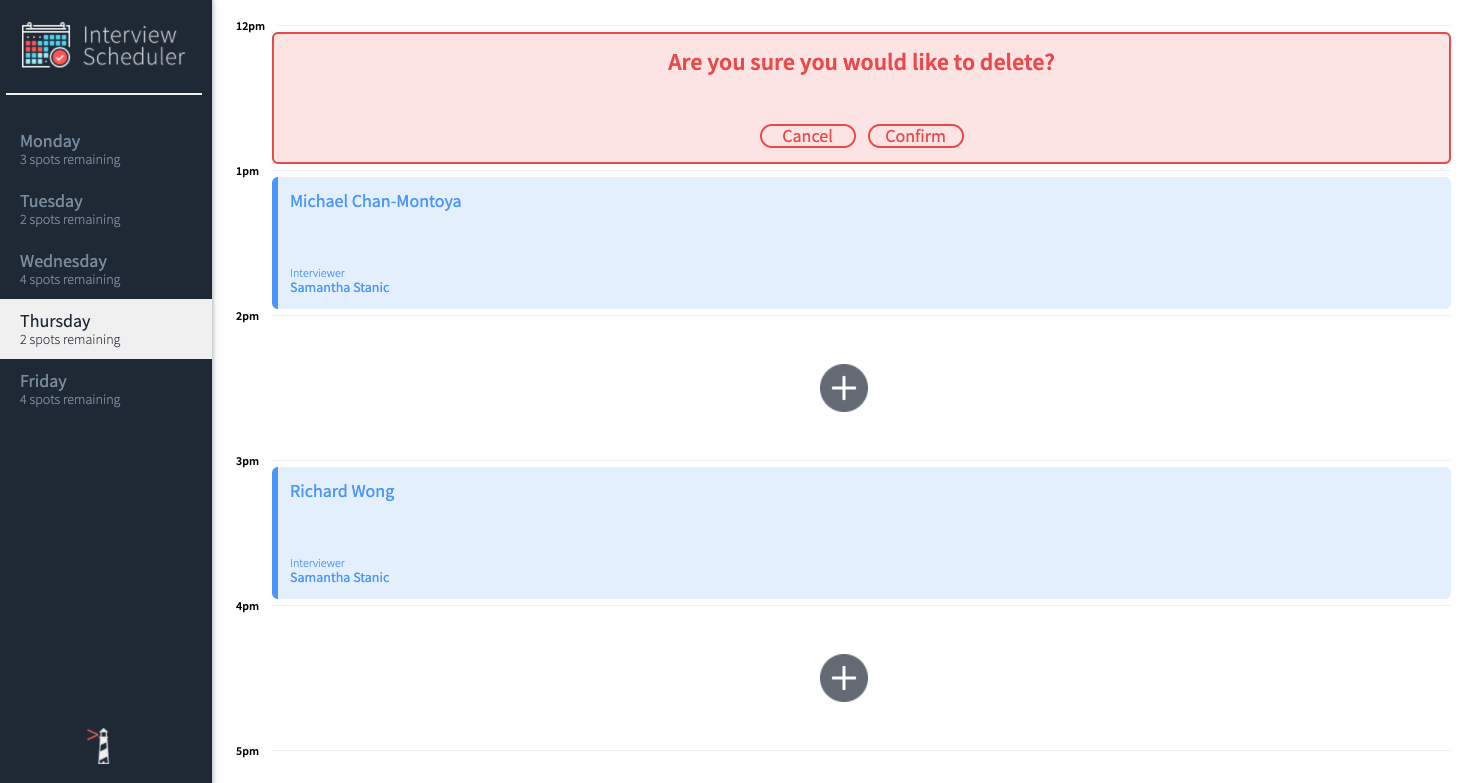 Interview
Scheduler
Monday
3 spots remaining
Tuesday
2 spots remaining
Wednesday
4 spots remaining
Thursday
2 spots remaining
Friday
4 spots remaining
12pm
Are you sure you would like to delete?
Cancel Confirm
1pm
Michael Chan-Montoya
Interviewer
Samantha Stanic
2pm
3pm
Richard Wong
Interviewer
Samantha Stanic
4pm
5pm